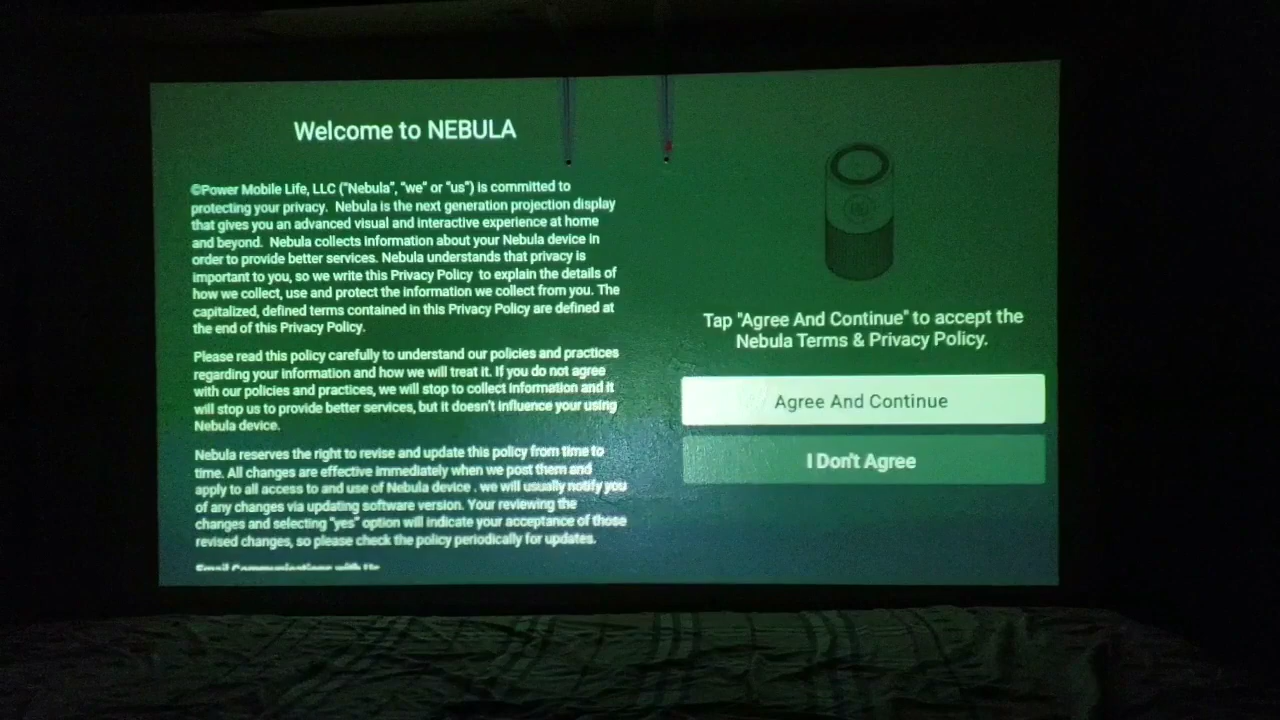 Welcome to NEBULA
©Power Mobile Life, LLC ("Nebula", "we" or "us") is committed to
protecting your privacy. Nebula is the next generation projection display
that gives you an advanced visual and interactive experience at home
and beyond. Nebula collects information about your Nebula device in
order to provide better services. Nebula understands that privacy is
important to you, so we write this Privacy Policy to explain the details of
how we collect, use and protect the information we collect from you. The
capitalized, defined terms contained in this Privacy Policy are defined at
the end of this Privacy Policy.
Please read this policy carefully to understand our policies and practices
regarding your information and how we will treat it. If you do not agree
with our policies and practices, we will stop to collect information and it
will stop us to provide better services, but it doesn't influence your using
Nebula device.
Nebula reserves the right to revise and update this policy from time to
time. All changes are effective immediately when we post them and
apply to all access to and use of Nebula device . we will usually notify you
of any changes via updating software version. Your reviewing the
changes and selecting "yes" option will indicate your acceptance of those
revised changes, so please check the policy periodically for updates.
Email Communications with Us
Tap "Agree And Continue" to accept the
Nebula Terms & Privacy Policy.
Agree And Continue
I Don't Agree